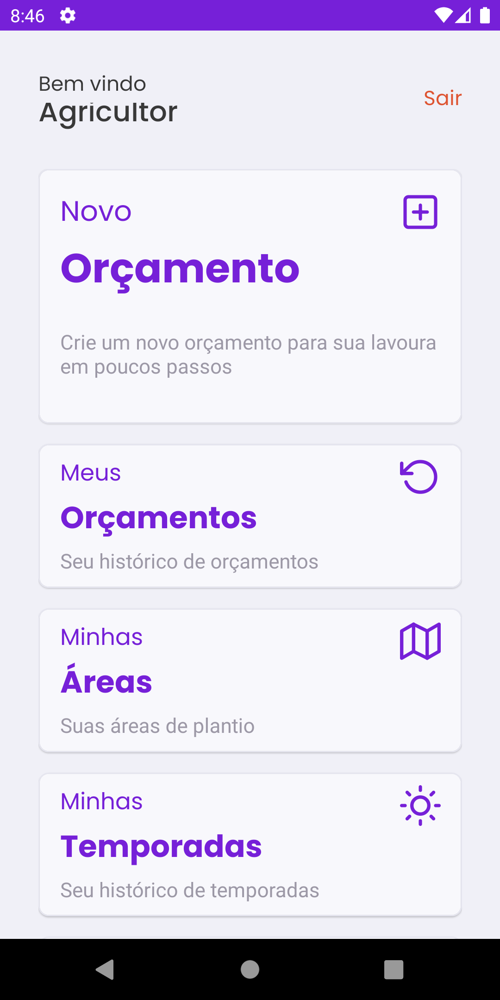 8:46
Bem vindo
Agricultor
Sair
Novo
Orçamento
Crie um novo orçamento para sua lavoura
em poucos passos
Meus
Orçamentos
Seu histórico de orçamentos
Minhas
Áreas
Suas áreas de plantio
Minhas
Temporadas
Seu histórico de temporadas